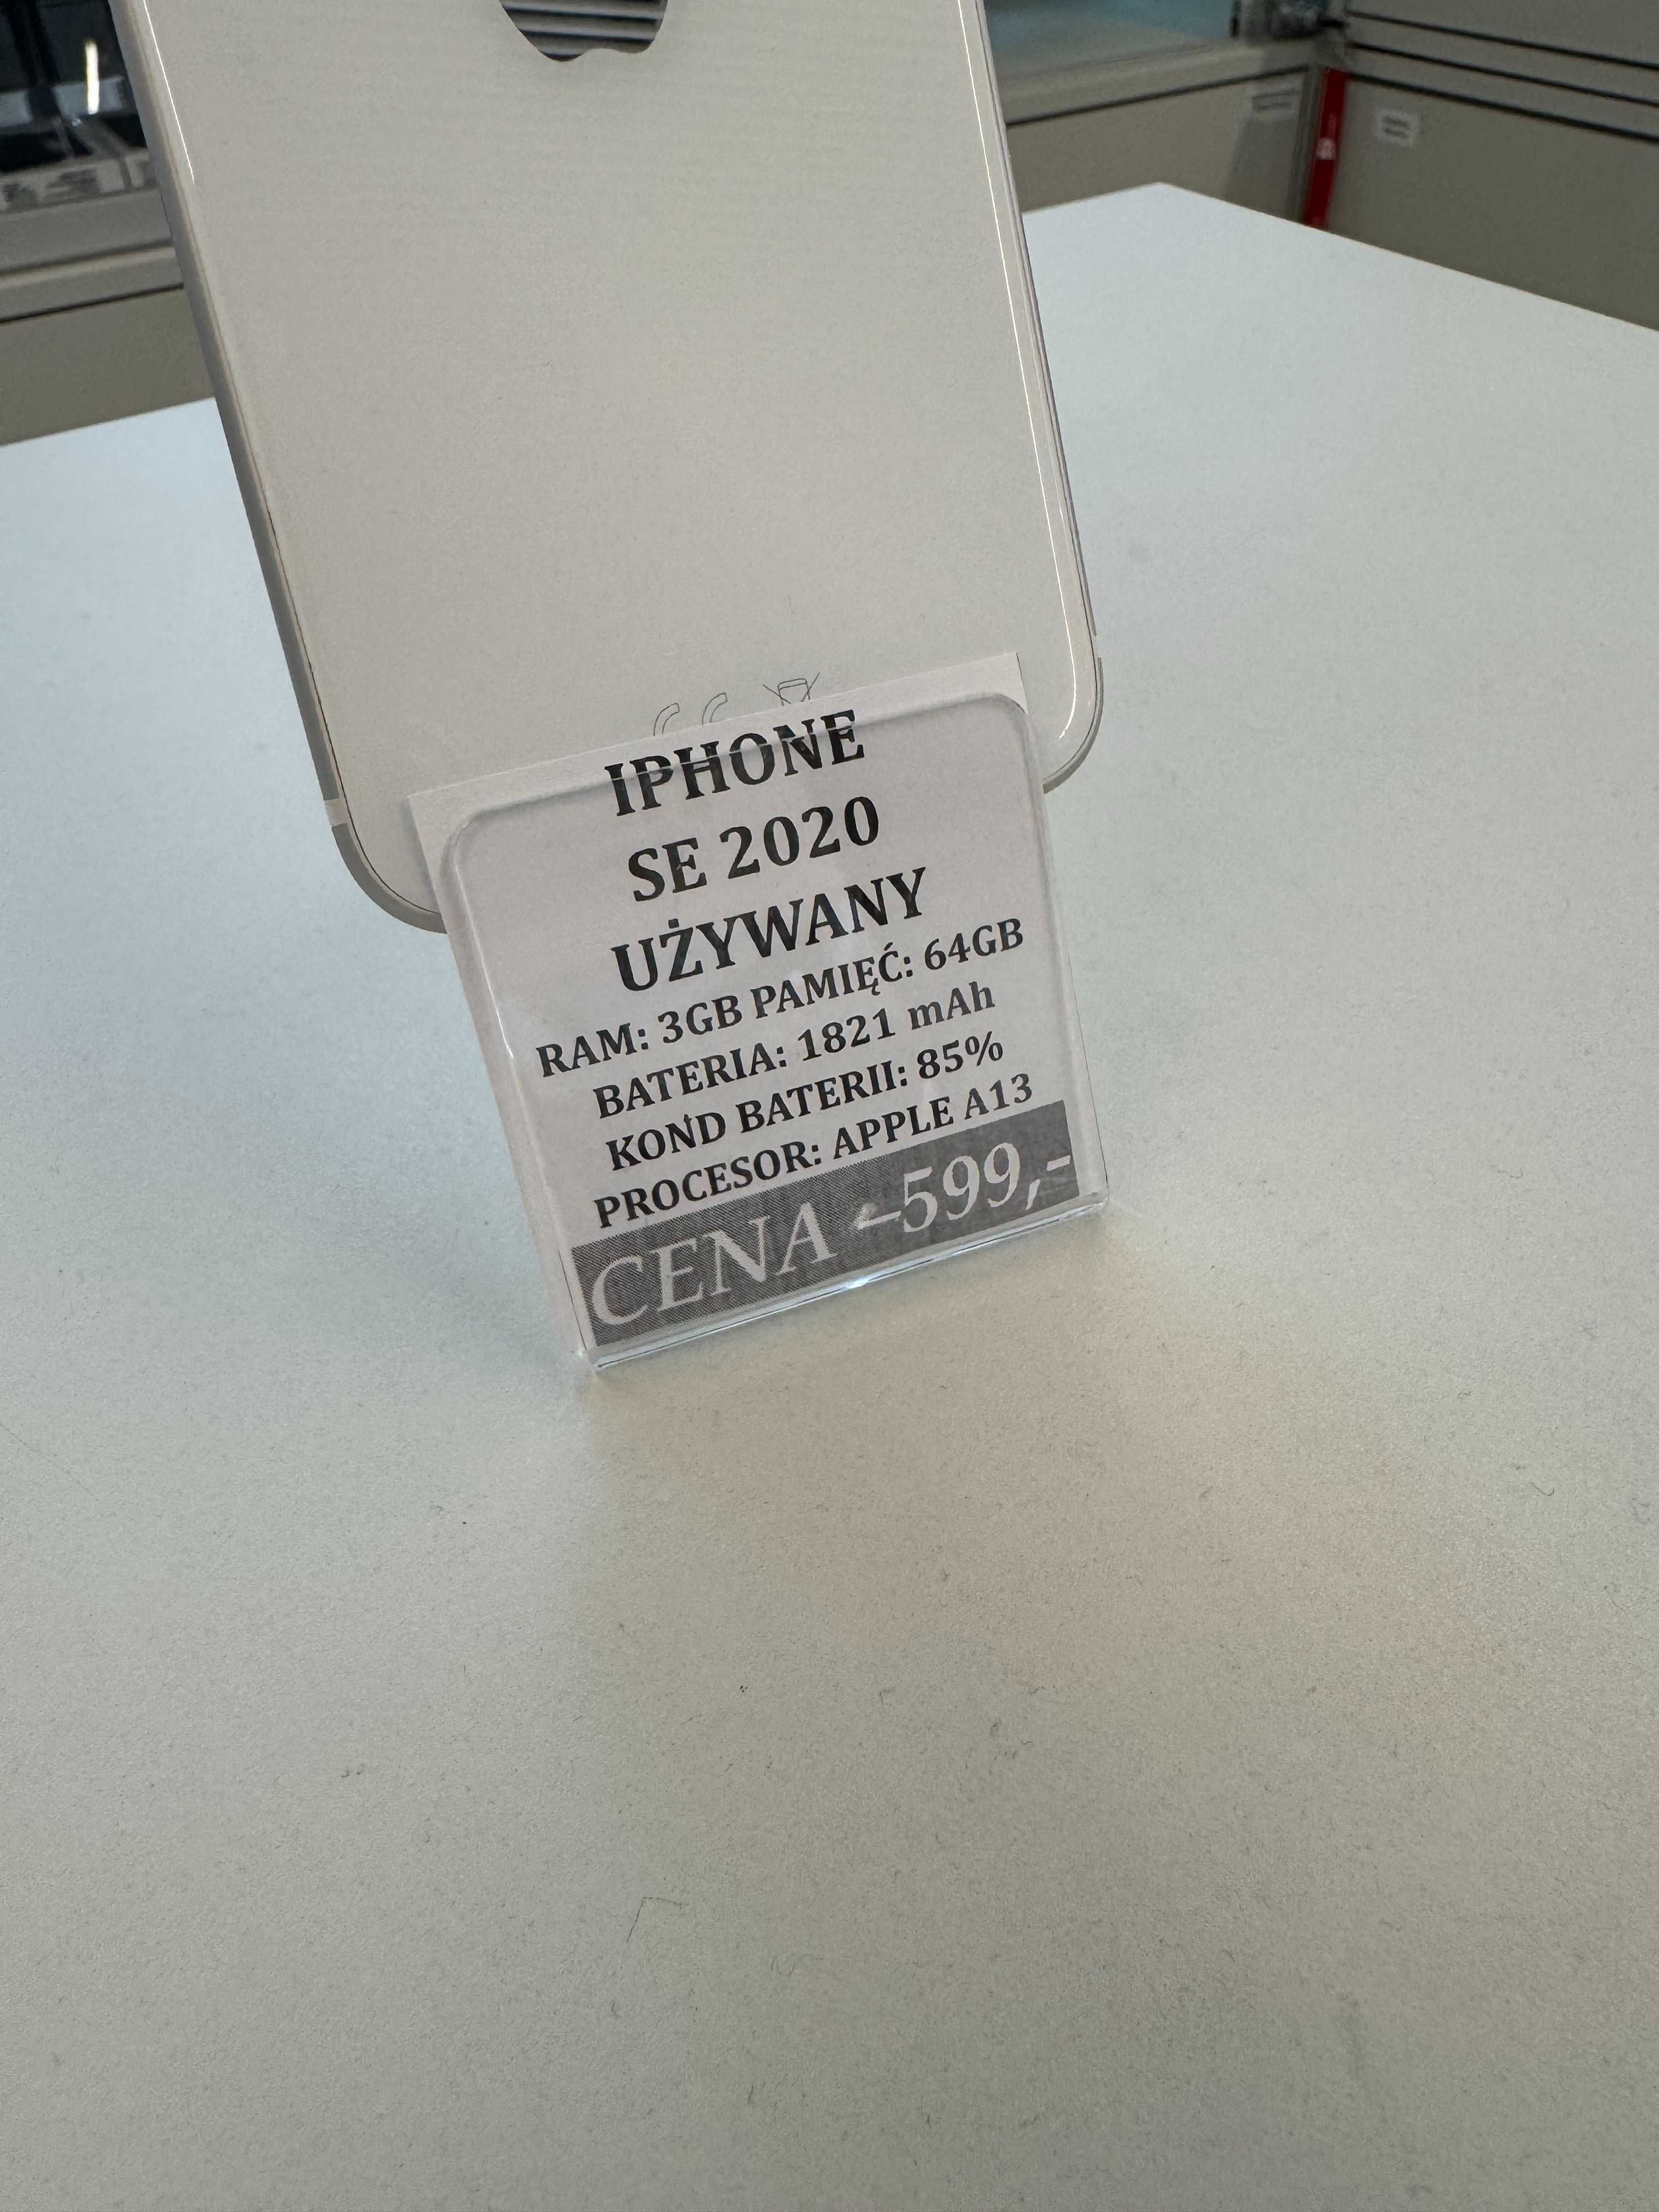 IPHONE
SE 2020
UŻYWANY
RAM: 3GB PAMIĘĆ: 64GB
BATERIA: 1821 mAh
KOND BATERII: 85%
PROCESOR: APPLE A13
CENA –599,-